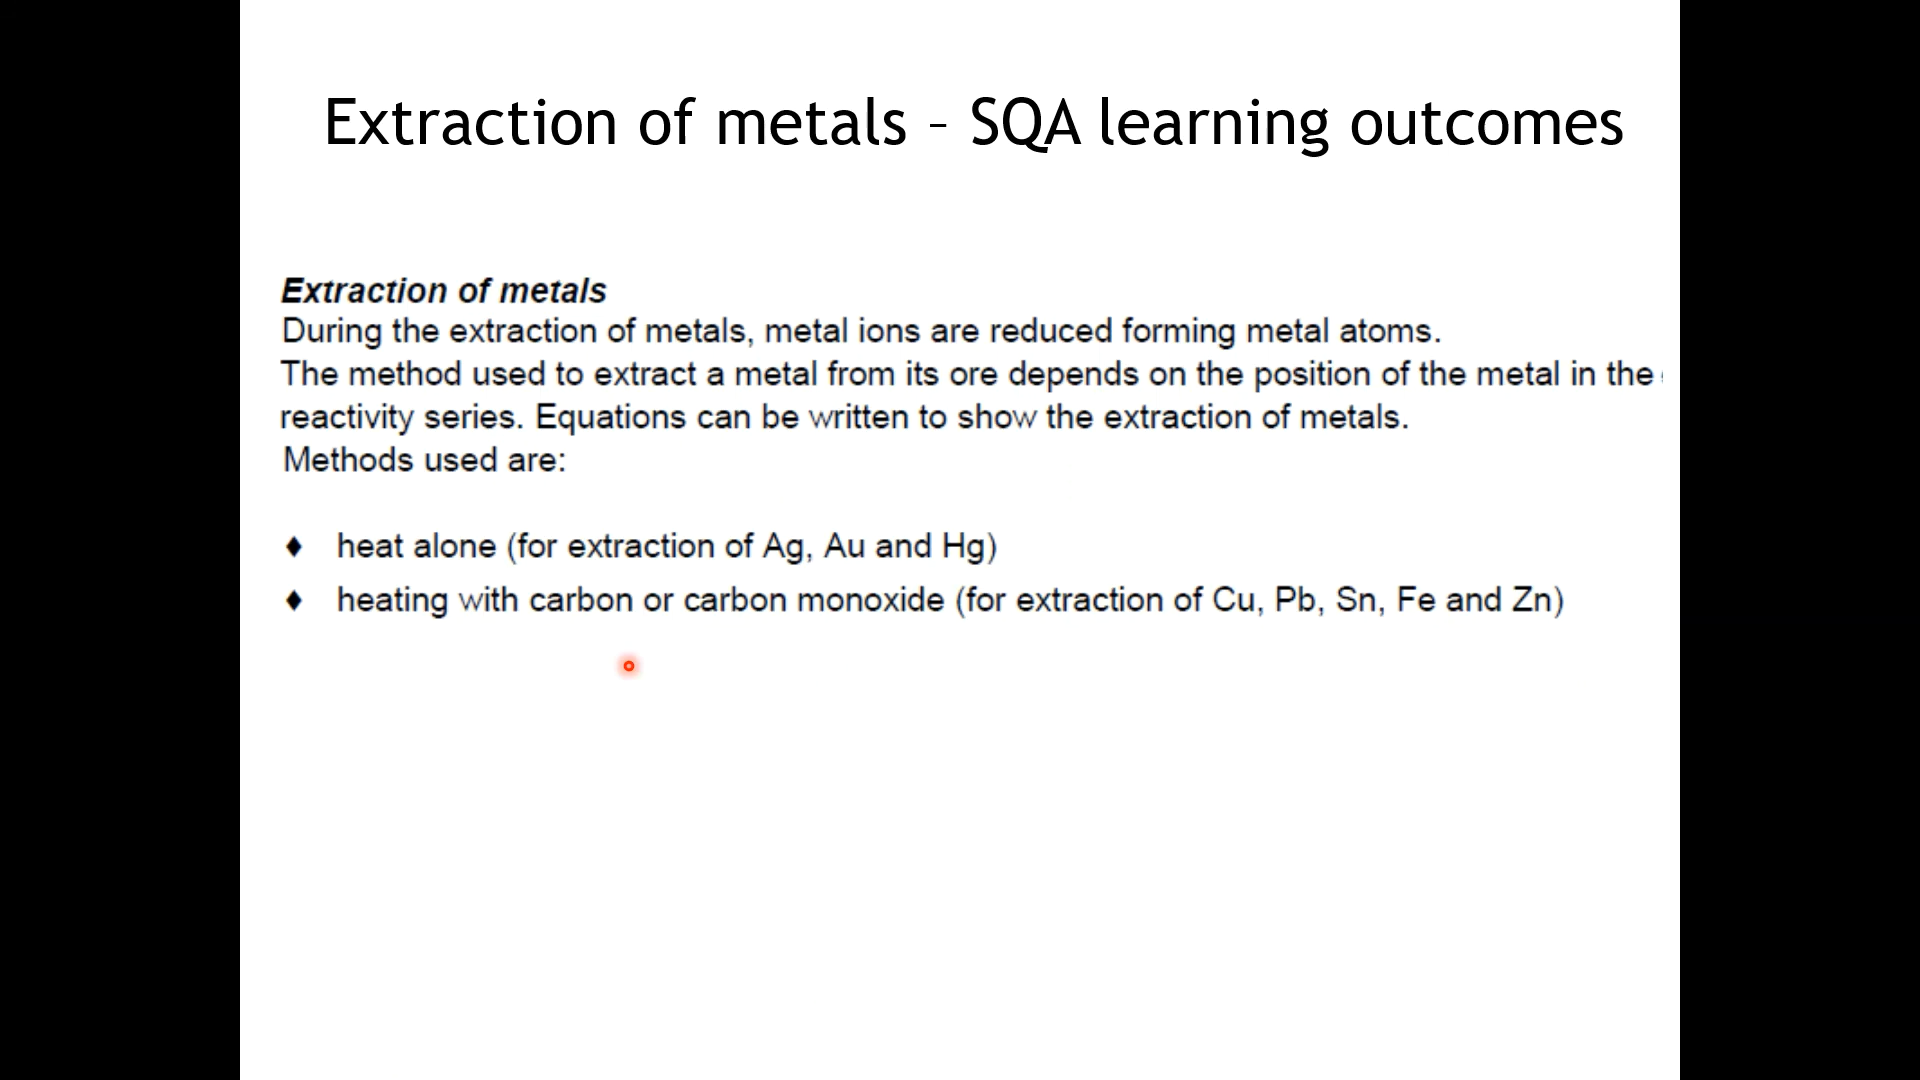 Extraction of metals – SQA learning outcomes
Extraction of metals
During the extraction of metals, metal ions are reduced forming metal atoms.
The method used to extract a metal from its ore depends on the position of the metal in the
reactivity series. Equations can be written to show the extraction of metals.
Methods used are:
♦ heat alone (for extraction of Ag, Au and Hg)
♦ heating with carbon or carbon monoxide (for extraction of Cu, Pb, Sn, Fe and Zn)